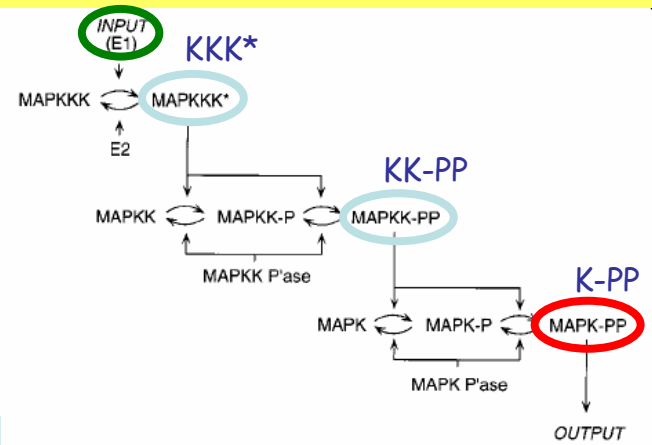 INPUT
(E1)
KKK*
MAPKKK
MAPKKK*
E2
KK-PP
MAPKK
MAPKK-P
MAPKK-PP
MAPKK P'ase
K-PP
MAPK
MAPK-P
MAPK-PP
MAPK P'ase
OUTPUT